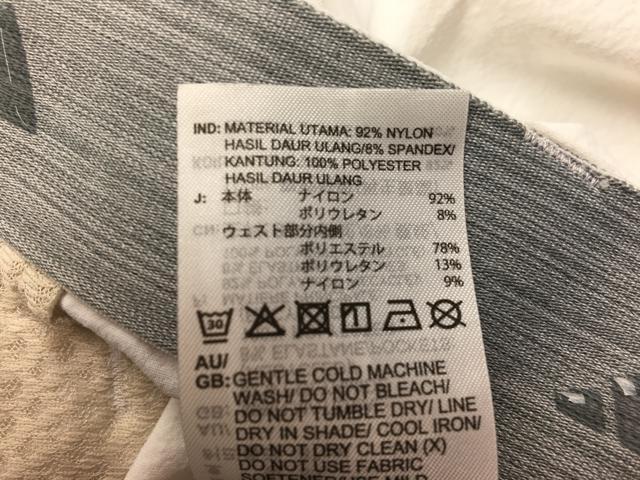 IND: MATERIAL UTAMA: 92% NYLON
HASIL DAUR ULANG/8% SPANDEX/
KANTUNG: 100% POLYESTER
HASIL DAUR ULANG
J: 本体 ナイロン 92%
ポリウレタン 8%
ウェスト部分内側
ポリエステル 78%
ポリウレタン 13%
ナイロン 9%
30
AU/
GB: GENTLE COLD MACHINE
WASH/ DO NOT BLEACH/
DO NOT TUMBLE DRY/ LINE
DRY IN SHADE/ COOL IRON/
DO NOT DRY CLEAN (X)
DO NOT USE FABRIC
SOFTENER/USE MILD